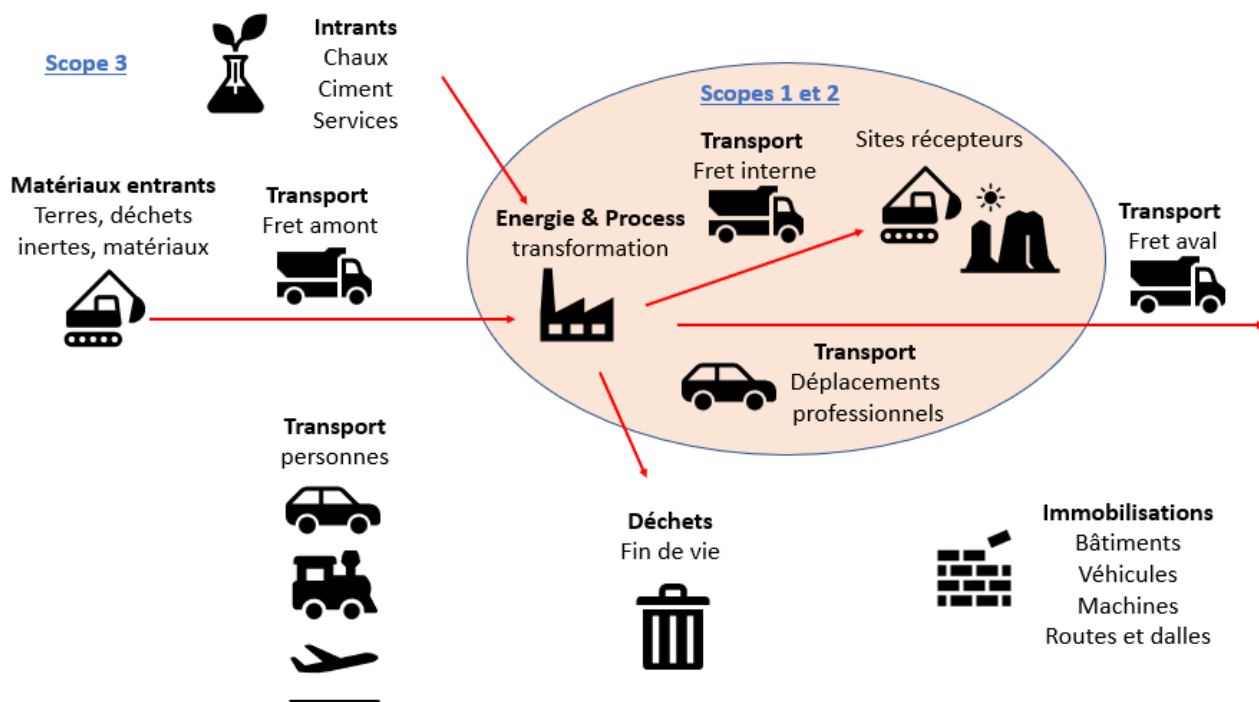 Scope 3
Intrants
Chaux
Ciment
Services
Scopes 1 et 2
Matériaux entrants
Terres, déchets
inertes, matériaux
Transport
Fret amont
Energie & Process
transformation
Transport
Fret interne
Sites récepteurs
Transport
Fret aval
Transport
Déplacements
professionnels
Transport
personnes
Déchets
Fin de vie
Immobilisations
Bâtiments
Véhicules
Machines
Routes et dalles